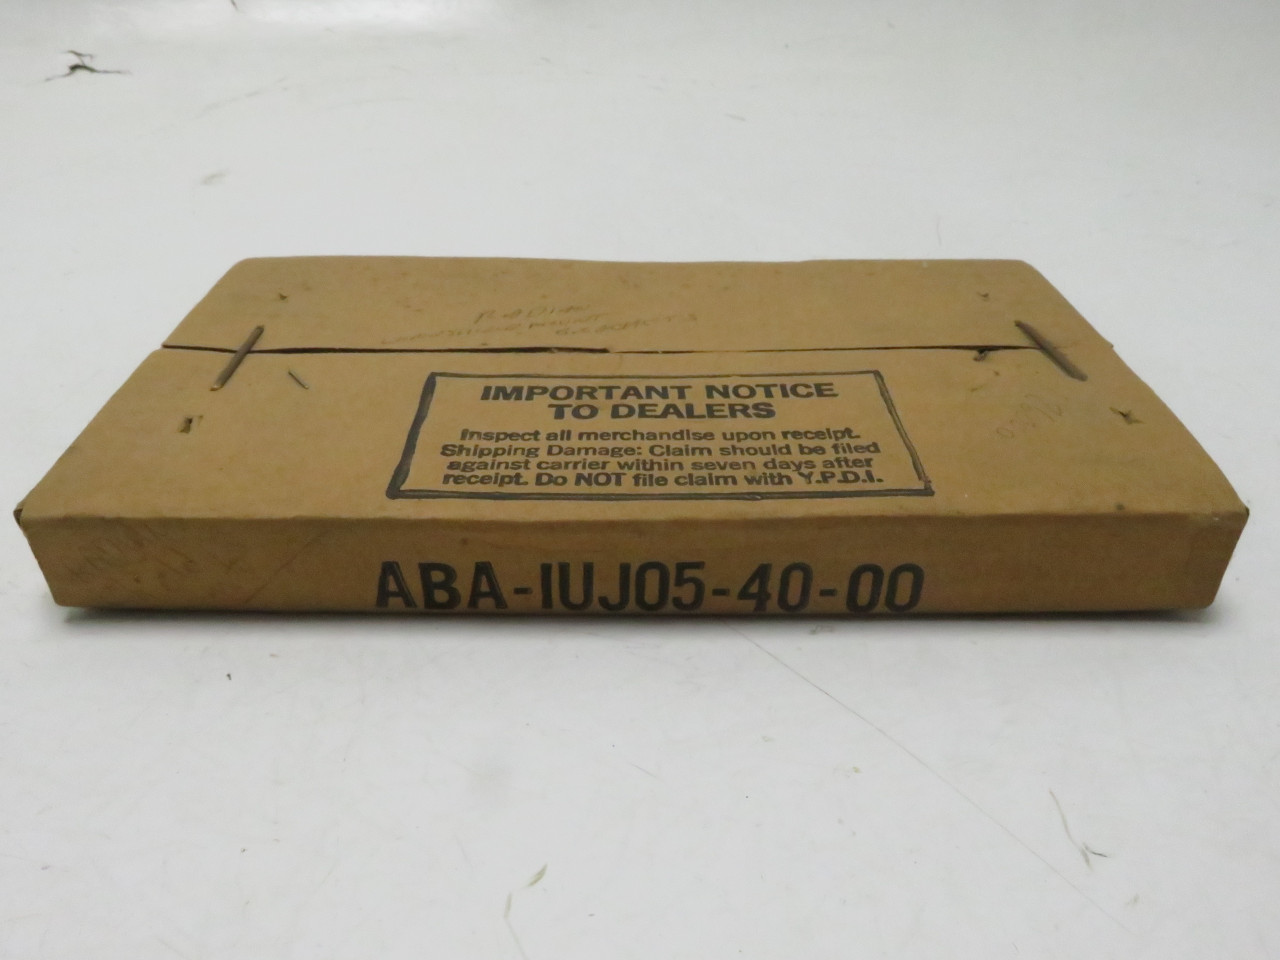 IMPORTANT NOTICE
TO DEALERS
Inspect all merchandise upon receipt.
Shipping Damage: Claim should be filed
against carrier within seven days after
receipt. Do NOT file claim with Y.P.D.I.
ABA-IUJ05-40-00